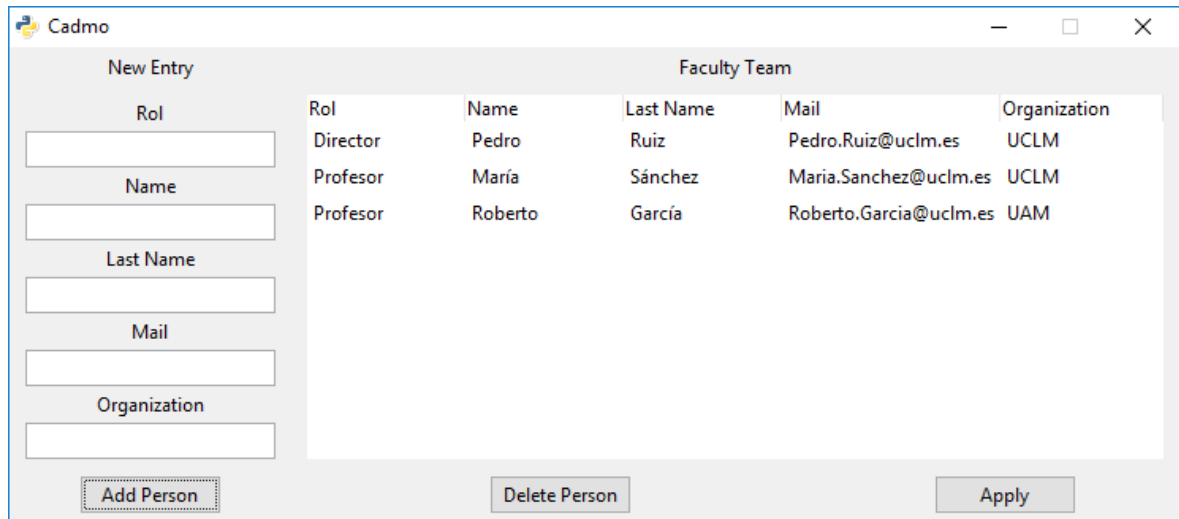 Cadmo
New Entry
Faculty Team
Rol
Name
Last Name
Mail
Organization
Rol Name Last Name Mail Organization
Director Pedro Ruiz Pedro.Ruiz@uclm.es UCLM
Profesor María Sánchez Maria.Sanchez@uclm.es UCLM
Profesor Roberto García Roberto.Garcia@uclm.es UAM
Add Person
Delete Person
Apply